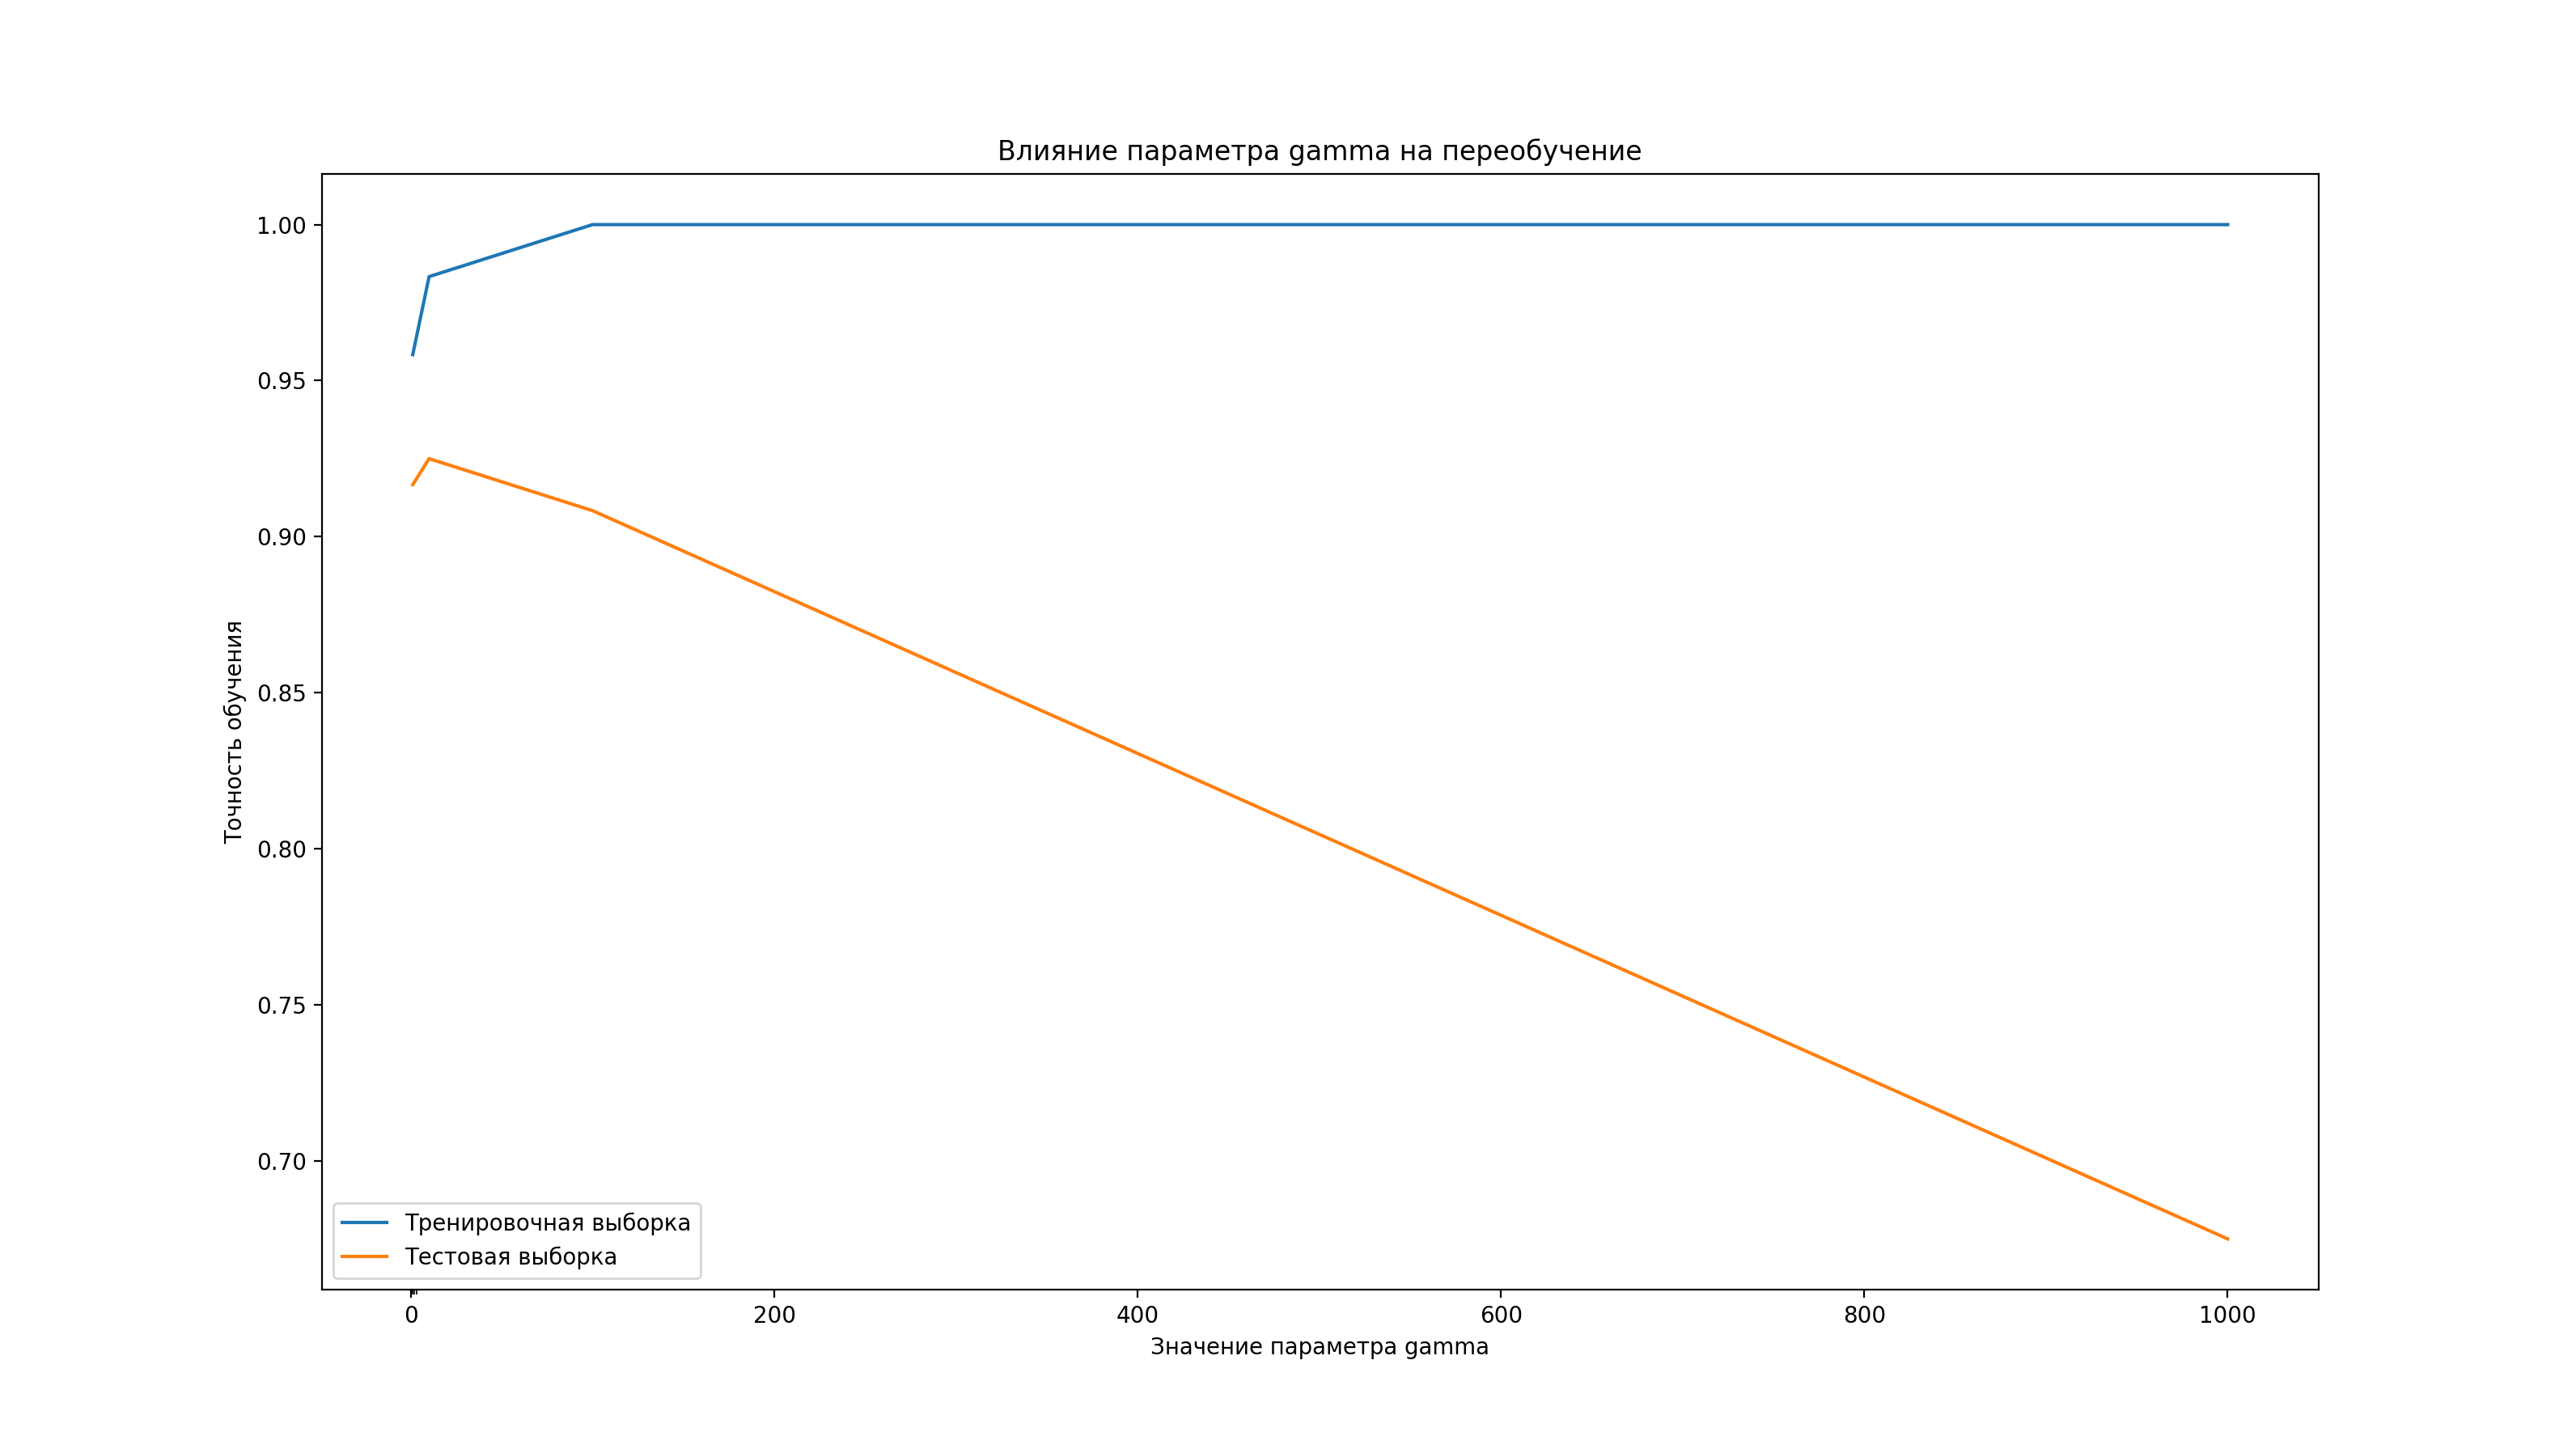 Влияние параметра gamma на переобучение
1.00
0.95
0.90
0.85
0.80
0.75
0.70
Точность обучения
Тренировочная выборка
Тестовая выборка
0 200 400 600 800 1000
Значение параметра gamma